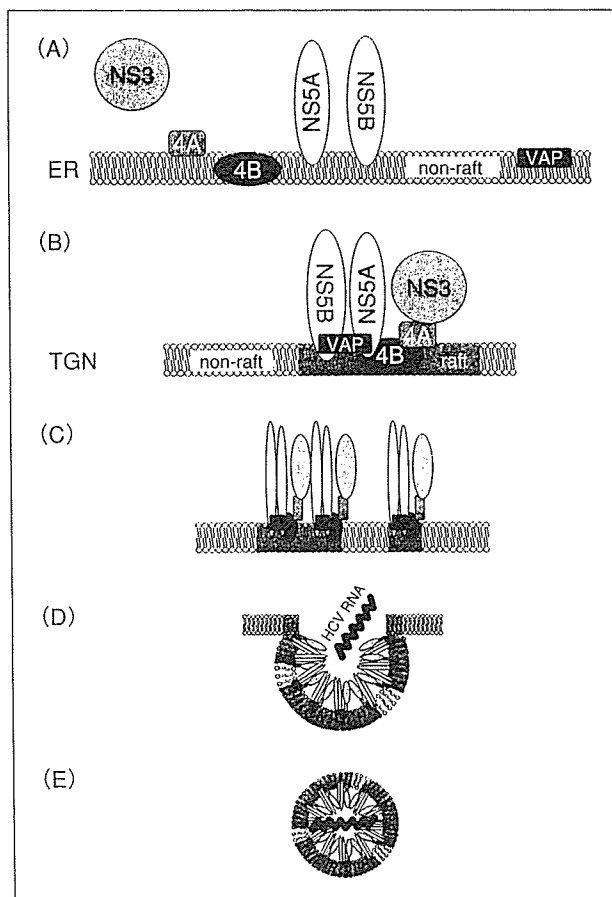 (A)
NS3
NS5A
NS5B
4A
VAP
ER
4B
non-raft
(B)
NS5B
NS5A
NS3
4A
VAP
4B
TGN
non-raft
raft
(C)
(D)
HCV RNA
(E)